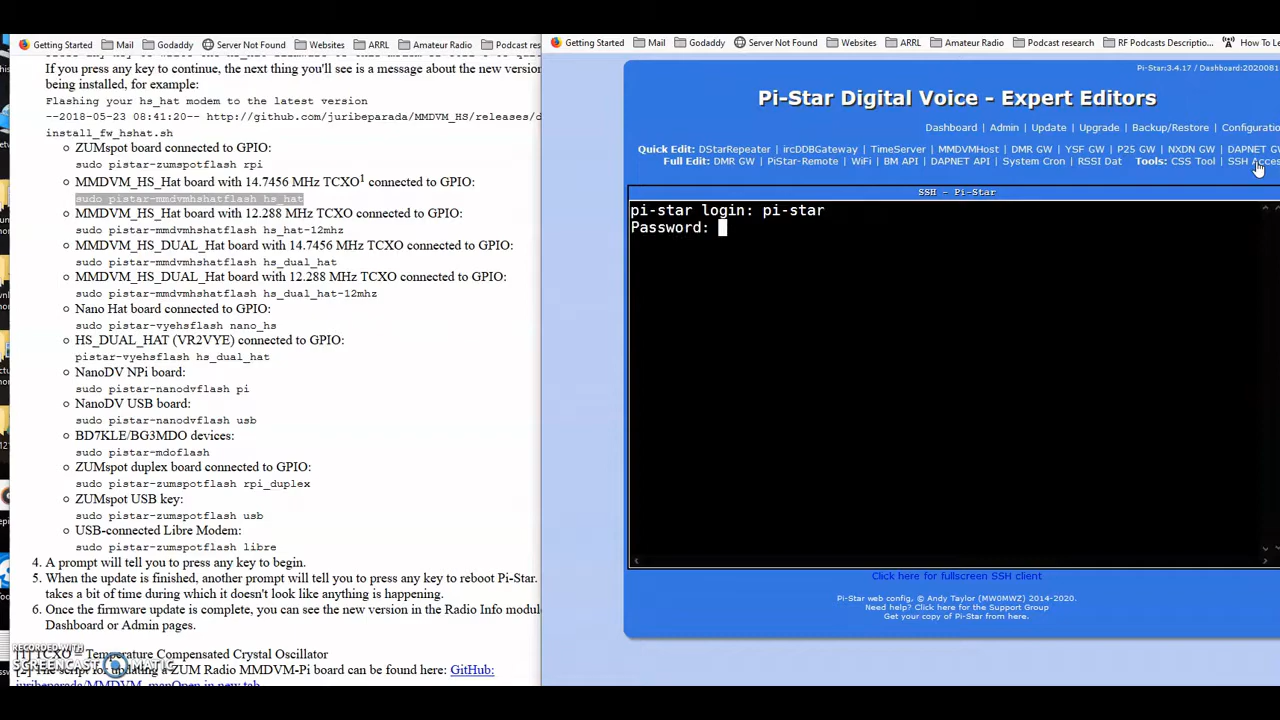 Getting Started Mail Godaddy Server Not Found Websites ARRL Amateur Radio Podcast res
If you press any key to continue, the next thing you'll see is a message about the new version
being installed, for example:
Flashing your hs_hat modem to the latest version
--2018-05-23 08:41:20-- http://github.com/juribeparada/MMDVM_HS/releases/d
install_fw_hshat.sh
ZUMspot board connected to GPIO:
sudo pistar-zumspotflash rpi
MMDVM_HS_Hat board with 14.7456 MHz TCXO1 connected to GPIO:
sudo pistar-mmdvmhshatflash hs_hat
MMDVM_HS_Hat board with 12.288 MHz TCXO connected to GPIO:
sudo pistar-mmdvmhshatflash hs_hat-12mhz
MMDVM_HS_DUAL_Hat board with 14.7456 MHz TCXO connected to GPIO:
sudo pistar-mmdvmhshatflash hs_dual_hat
MMDVM_HS_DUAL_Hat board with 12.288 MHz TCXO connected to GPIO:
sudo pistar-mmdvmhshatflash hs_dual_hat-12mhz
Nano Hat board connected to GPIO:
sudo pistar-vyehsflash nano_hs
HS_DUAL_HAT (VR2VYE) connected to GPIO:
pistar-vyehsflash hs_dual_hat
NanoDV NPi board:
sudo pistar-nanodvflash pi
NanoDV USB board:
sudo pistar-nanodvflash usb
BD7KLE/BG3MDO devices:
sudo pistar-mdoflash
ZUMspot duplex board connected to GPIO:
sudo pistar-zumspotflash rpi_duplex
ZUMspot USB key:
sudo pistar-zumspotflash usb
USB-connected Libre Modem:
sudo pistar-zumspotflash libre
4. A prompt will tell you to press any key to begin.
5. When the update is finished, another prompt will tell you to press any key to reboot Pi-Star.
takes a bit of time during which it doesn't look like anything is happening.
6. Once the firmware update is complete, you can see the new version in the Radio Info modul
Dashboard or Admin pages.
[1] TCXO – Temperature Compensated Crystal Oscillator
[2] The script for updating a ZUM Radio MMDVM-Pi board can be found here: GitHub:
juribeparada/MMDVM_manOpen in new tab
RECORDED WITH
SCREENCAST MATIC
Getting Started Mail Godaddy Server Not Found Websites ARRL Amateur Radio Podcast research RF Podcasts Descriptio... How To Le
Pi-Star:3.4.17 / Dashboard:2020081
Pi-Star Digital Voice - Expert Editors
Dashboard | Admin | Update | Upgrade | Backup/Restore | Configuratio
Quick Edit: DStarRepeater | ircDDBGateway | TimeServer | MMDVMHost | DMR GW | YSF GW | P25 GW | NXDN GW | DAPNET G
Full Edit: DMR GW | PiStar-Remote | WiFi | BM API | DAPNET API | System Cron | RSSI Dat Tools: CSS Tool | SSH Acces
SSH - Pi-Star
pi-star login: pi-star
Password:
Click here for fullscreen SSH client
Pi-Star web config, © Andy Taylor (MW0MWZ) 2014-2020.
Need help? Click here for the Support Group
Get your copy of Pi-Star from here.